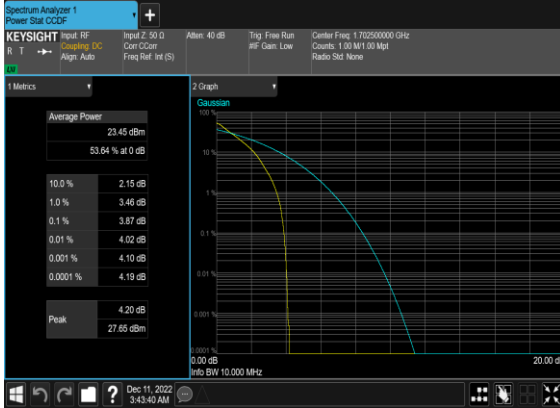 Spectrum Analyzer 1
Power Stat CCDF
+
KEYSIGHT
R T
LXI
Input: RF
Coupling: DC
Align: Auto
Input Z: 50 Ω
Corr CCorr
Freq Ref: Int (S)
Atten: 40 dB
Trig: Free Run
#IF Gain: Low
Center Freq: 1.702500000 GHz
Counts: 1.00 M/1.00 Mpt
Radio Std: None
1 Metrics
Average Power
23.45 dBm
53.64 % at 0 dB
10.0 % 2.15 dB
1.0 % 3.46 dB
0.1 % 3.87 dB
0.01 % 4.02 dB
0.001 % 4.10 dB
0.0001 % 4.19 dB
Peak
4.20 dB
27.65 dBm
2 Graph
Gaussian
100 %
10 %
1 %
0.1 %
0.01 %
0.001 %
0.0001 %
0.00 dB
20.00 d
Info BW 10.000 MHz
?
Dec 11, 2022
3:43:40 AM